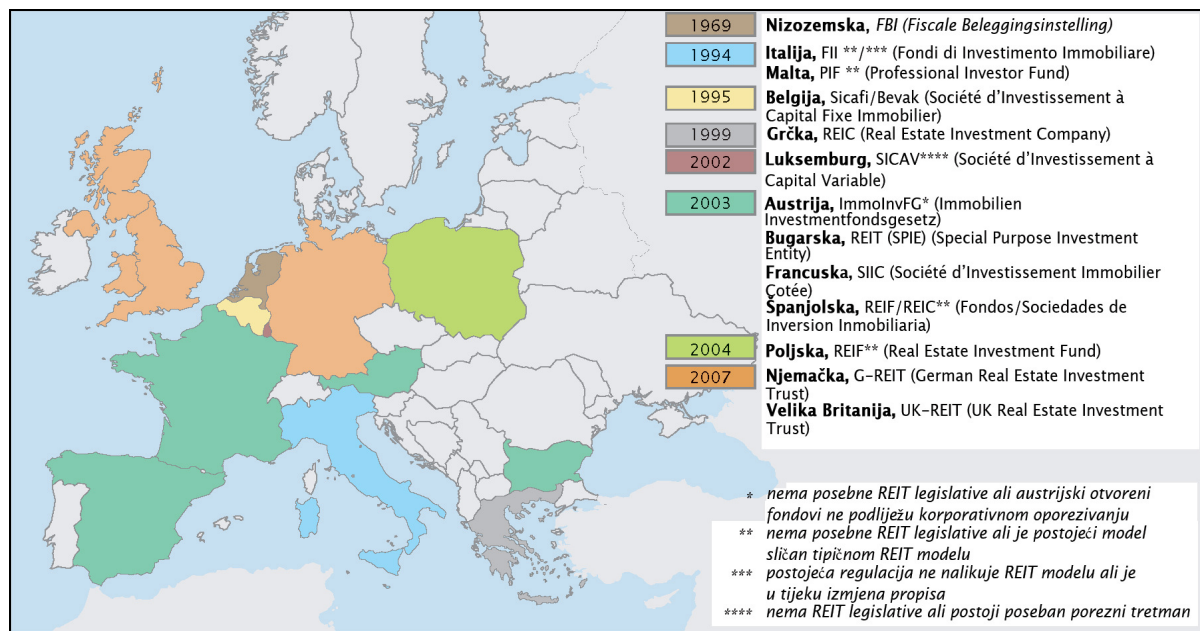 1969 Nizozemska, FBI (Fiscale Beleggingsinstelling)
1994 Italija, FII **/*** (Fondi di Investimento Immobiliare)
Malta, PIF ** (Professional Investor Fund)
1995 Belgija, Sicafi/Bevak (Société d’Investissement à
Capital Fixe Immobilier)
1999 Grčka, REIC (Real Estate Investment Company)
2002 Luksemburg, SICAV**** (Société d’Investissement à
Capital Variable)
2003 Austrija, ImmoInvFG* (Immobilien
Investmentfondsgesetz)
Bugarska, REIT (SPIE) (Special Purpose Investment
Entity)
Francuska, SIIC (Société d’Investissement Immobilier
Cotée)
Španjolska, REIF/REIC** (Fondos/Sociedades de
Inversion Immobiliaria)
2004 Poljska, REIF** (Real Estate Investment Fund)
2007 Njemačka, G-REIT (German Real Estate Investment
Trust)
Velika Britanija, UK-REIT (UK Real Estate Investment
Trust)
* nema posebne REIT legislative ali austrijski otvoreni
fondovi ne podliježu korporativnom oporezivanju
** nema posebne REIT legislative ali je postojeći model
sličan tipičnom REIT modelu
*** postojeća regulacija ne nalikuje REIT modelu ali je
u tijeku izmjena propisa
**** nema REIT legislative ali postoji poseban porezni tretman